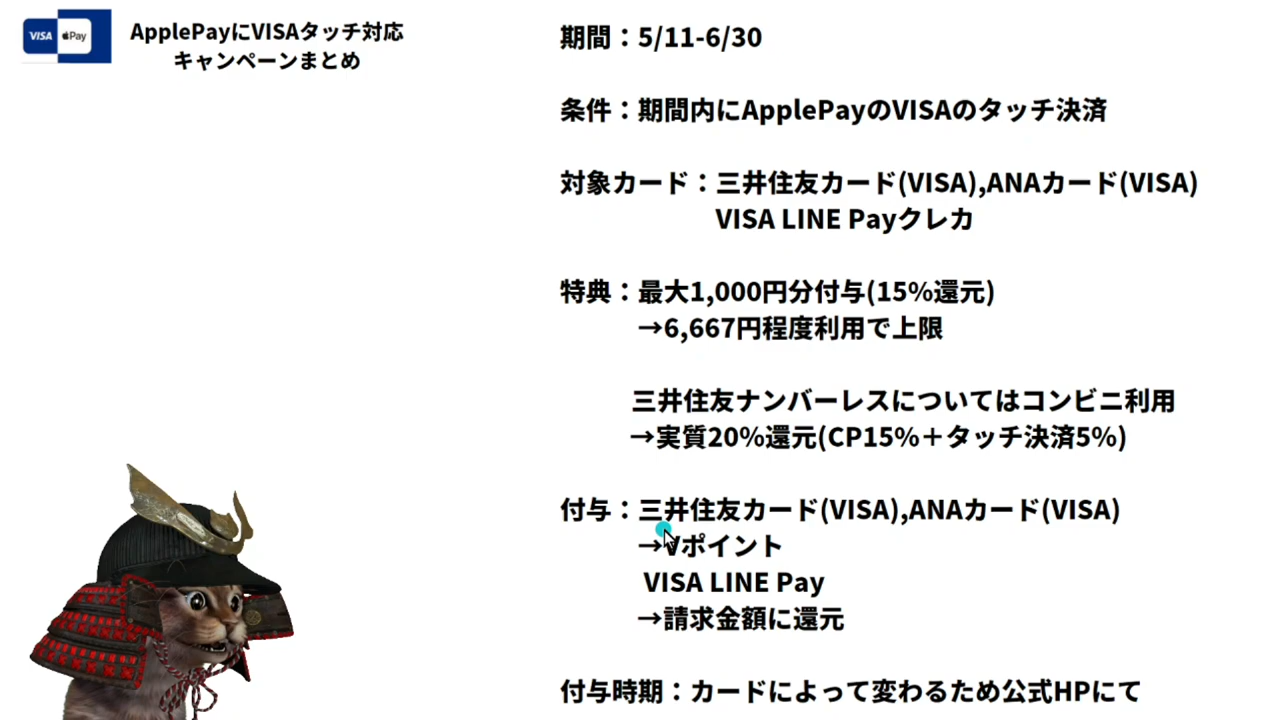 VISA Pay
ApplePayにVISAタッチ対応
キャンペーンまとめ
期間：5/11-6/30
条件：期間内にApplePayのVISAのタッチ決済
対象カード：三井住友カード(VISA),ANAカード(VISA)
VISA LINE Payクレカ
特典：最大1,000円分付与(15%還元)
→6,667円程度利用で上限
三井住友ナンバーレスについてはコンビニ利用
→実質20%還元(CP15%＋タッチ決済5%)
付与：三井住友カード(VISA),ANAカード(VISA)
→Vポイント
VISA LINE Pay
→請求金額に還元
付与時期：カードによって変わるため公式HPにて